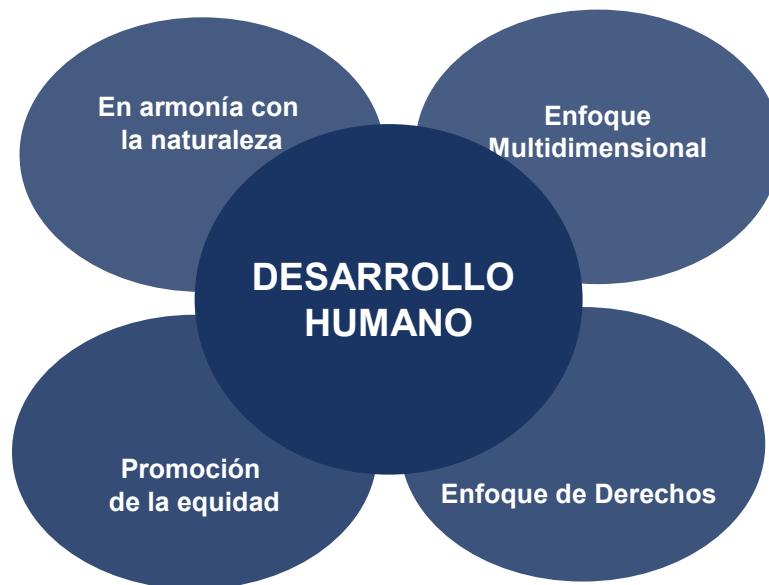 En armonía con
la naturaleza
Enfoque
Multidimensional
DESARROLLO
HUMANO
Promoción
de la equidad
Enfoque de Derechos